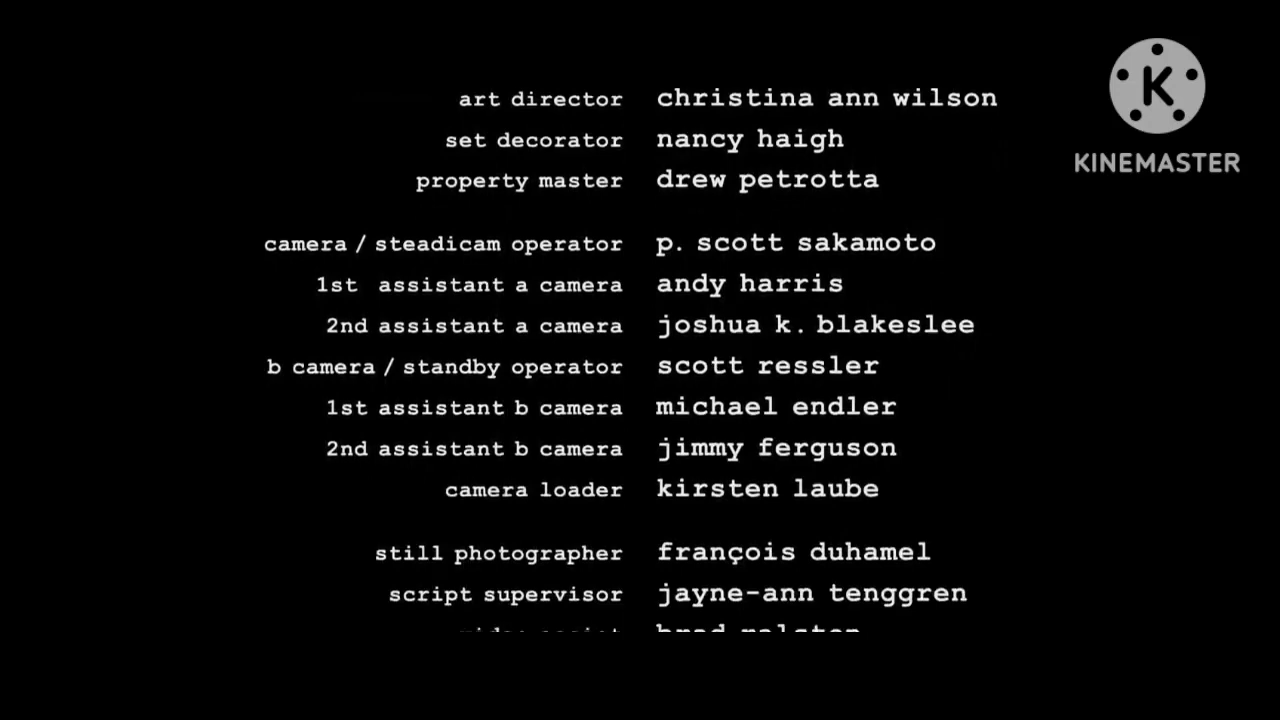 art director christina ann wilson
set decorator nancy haigh
property master drew petrotta
camera / steadicam operator p. scott sakamoto
1st assistant a camera andy harris
2nd assistant a camera joshua k. blakeslee
b camera / standby operator scott ressler
1st assistant b camera michael endler
2nd assistant b camera jimmy ferguson
camera loader kirsten laube
still photographer françois duhamel
script supervisor jayne-ann tenggren
K
KINEMASTER